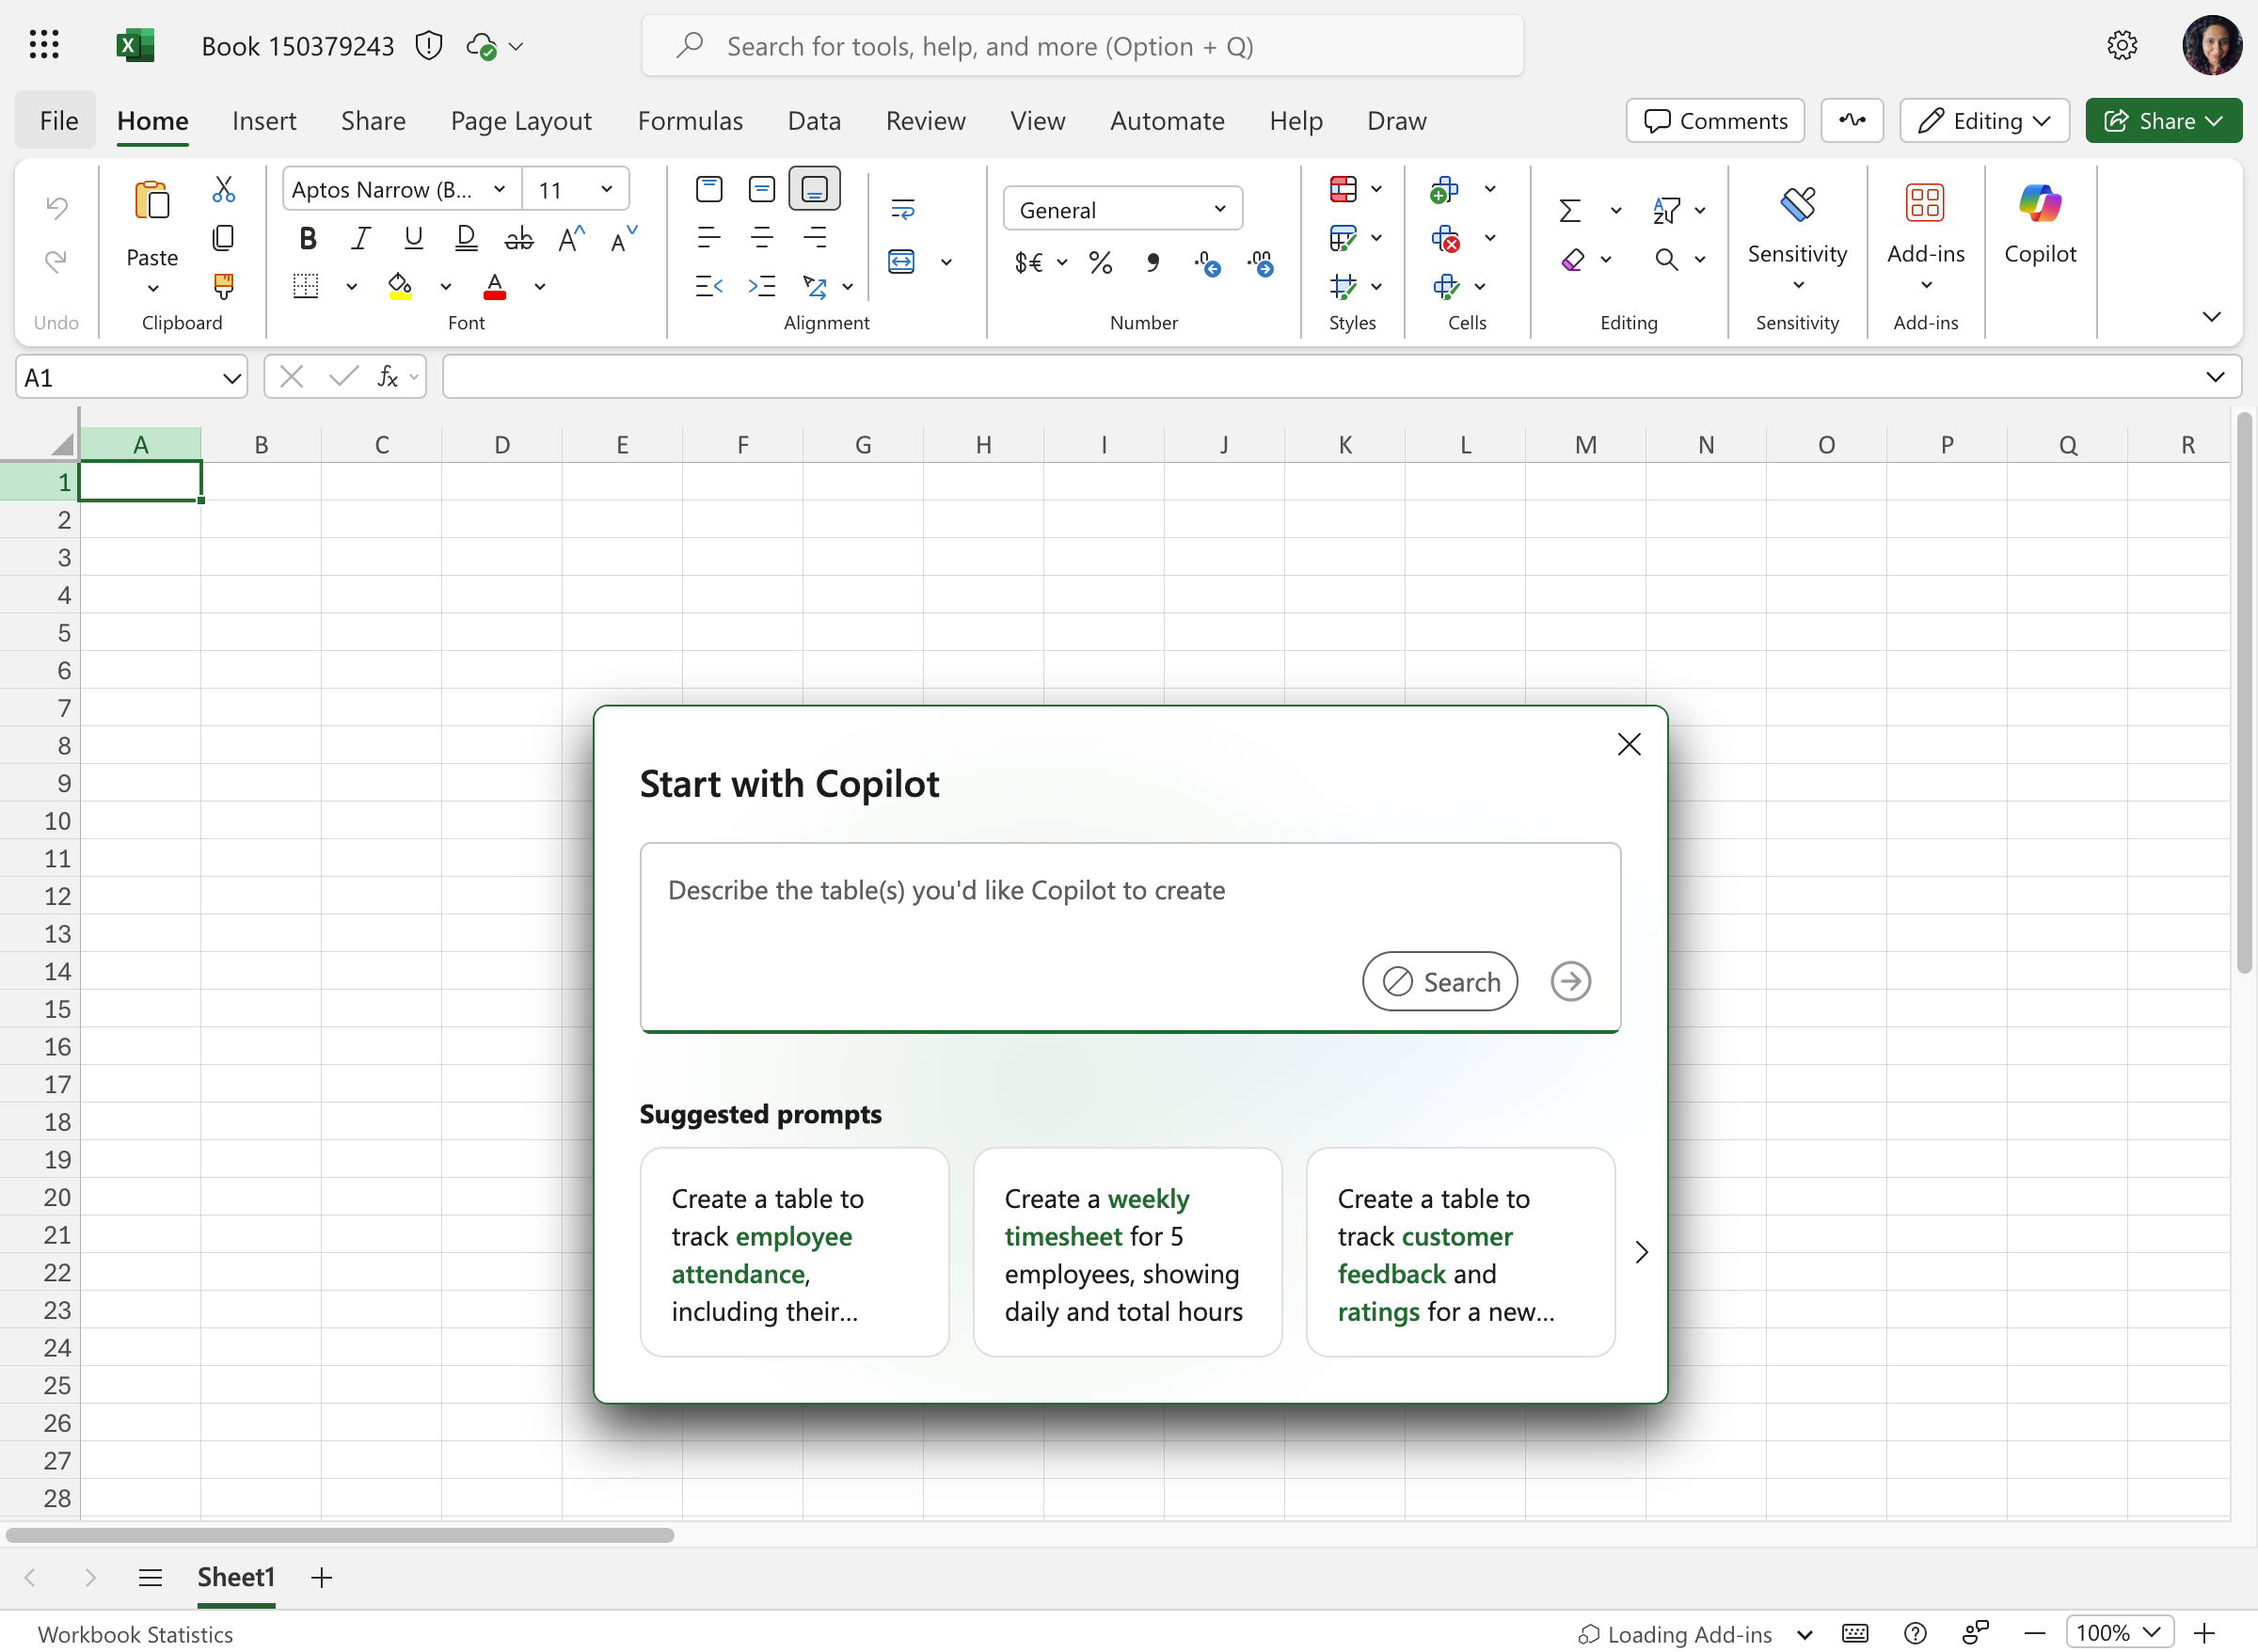 Book 150379243
Search for tools, help, and more (Option + Q)
File Home Insert Share Page Layout Formulas Data Review View Automate Help Draw
Comments Editing Share
Paste
Aptos Narrow (B... 11
General
Sensitivity Add-ins Copilot
Undo Clipboard Font Alignment Number Styles Cells Editing Sensitivity Add-ins
A1
A B C D E F G H I J K L M N O P Q R
1
2
3
4
5
6
7
8
9
10
11
12
13
14
15
16
17
18
19
20
21
22
23
24
25
26
27
28
Start with Copilot
Describe the table(s) you'd like Copilot to create
Search
Suggested prompts
Create a table to
track employee
attendance,
including their...
Create a weekly
timesheet for 5
employees, showing
daily and total hours
Create a table to
track customer
feedback and
ratings for a new...
Sheet1
Workbook Statistics
Loading Add-ins
100%